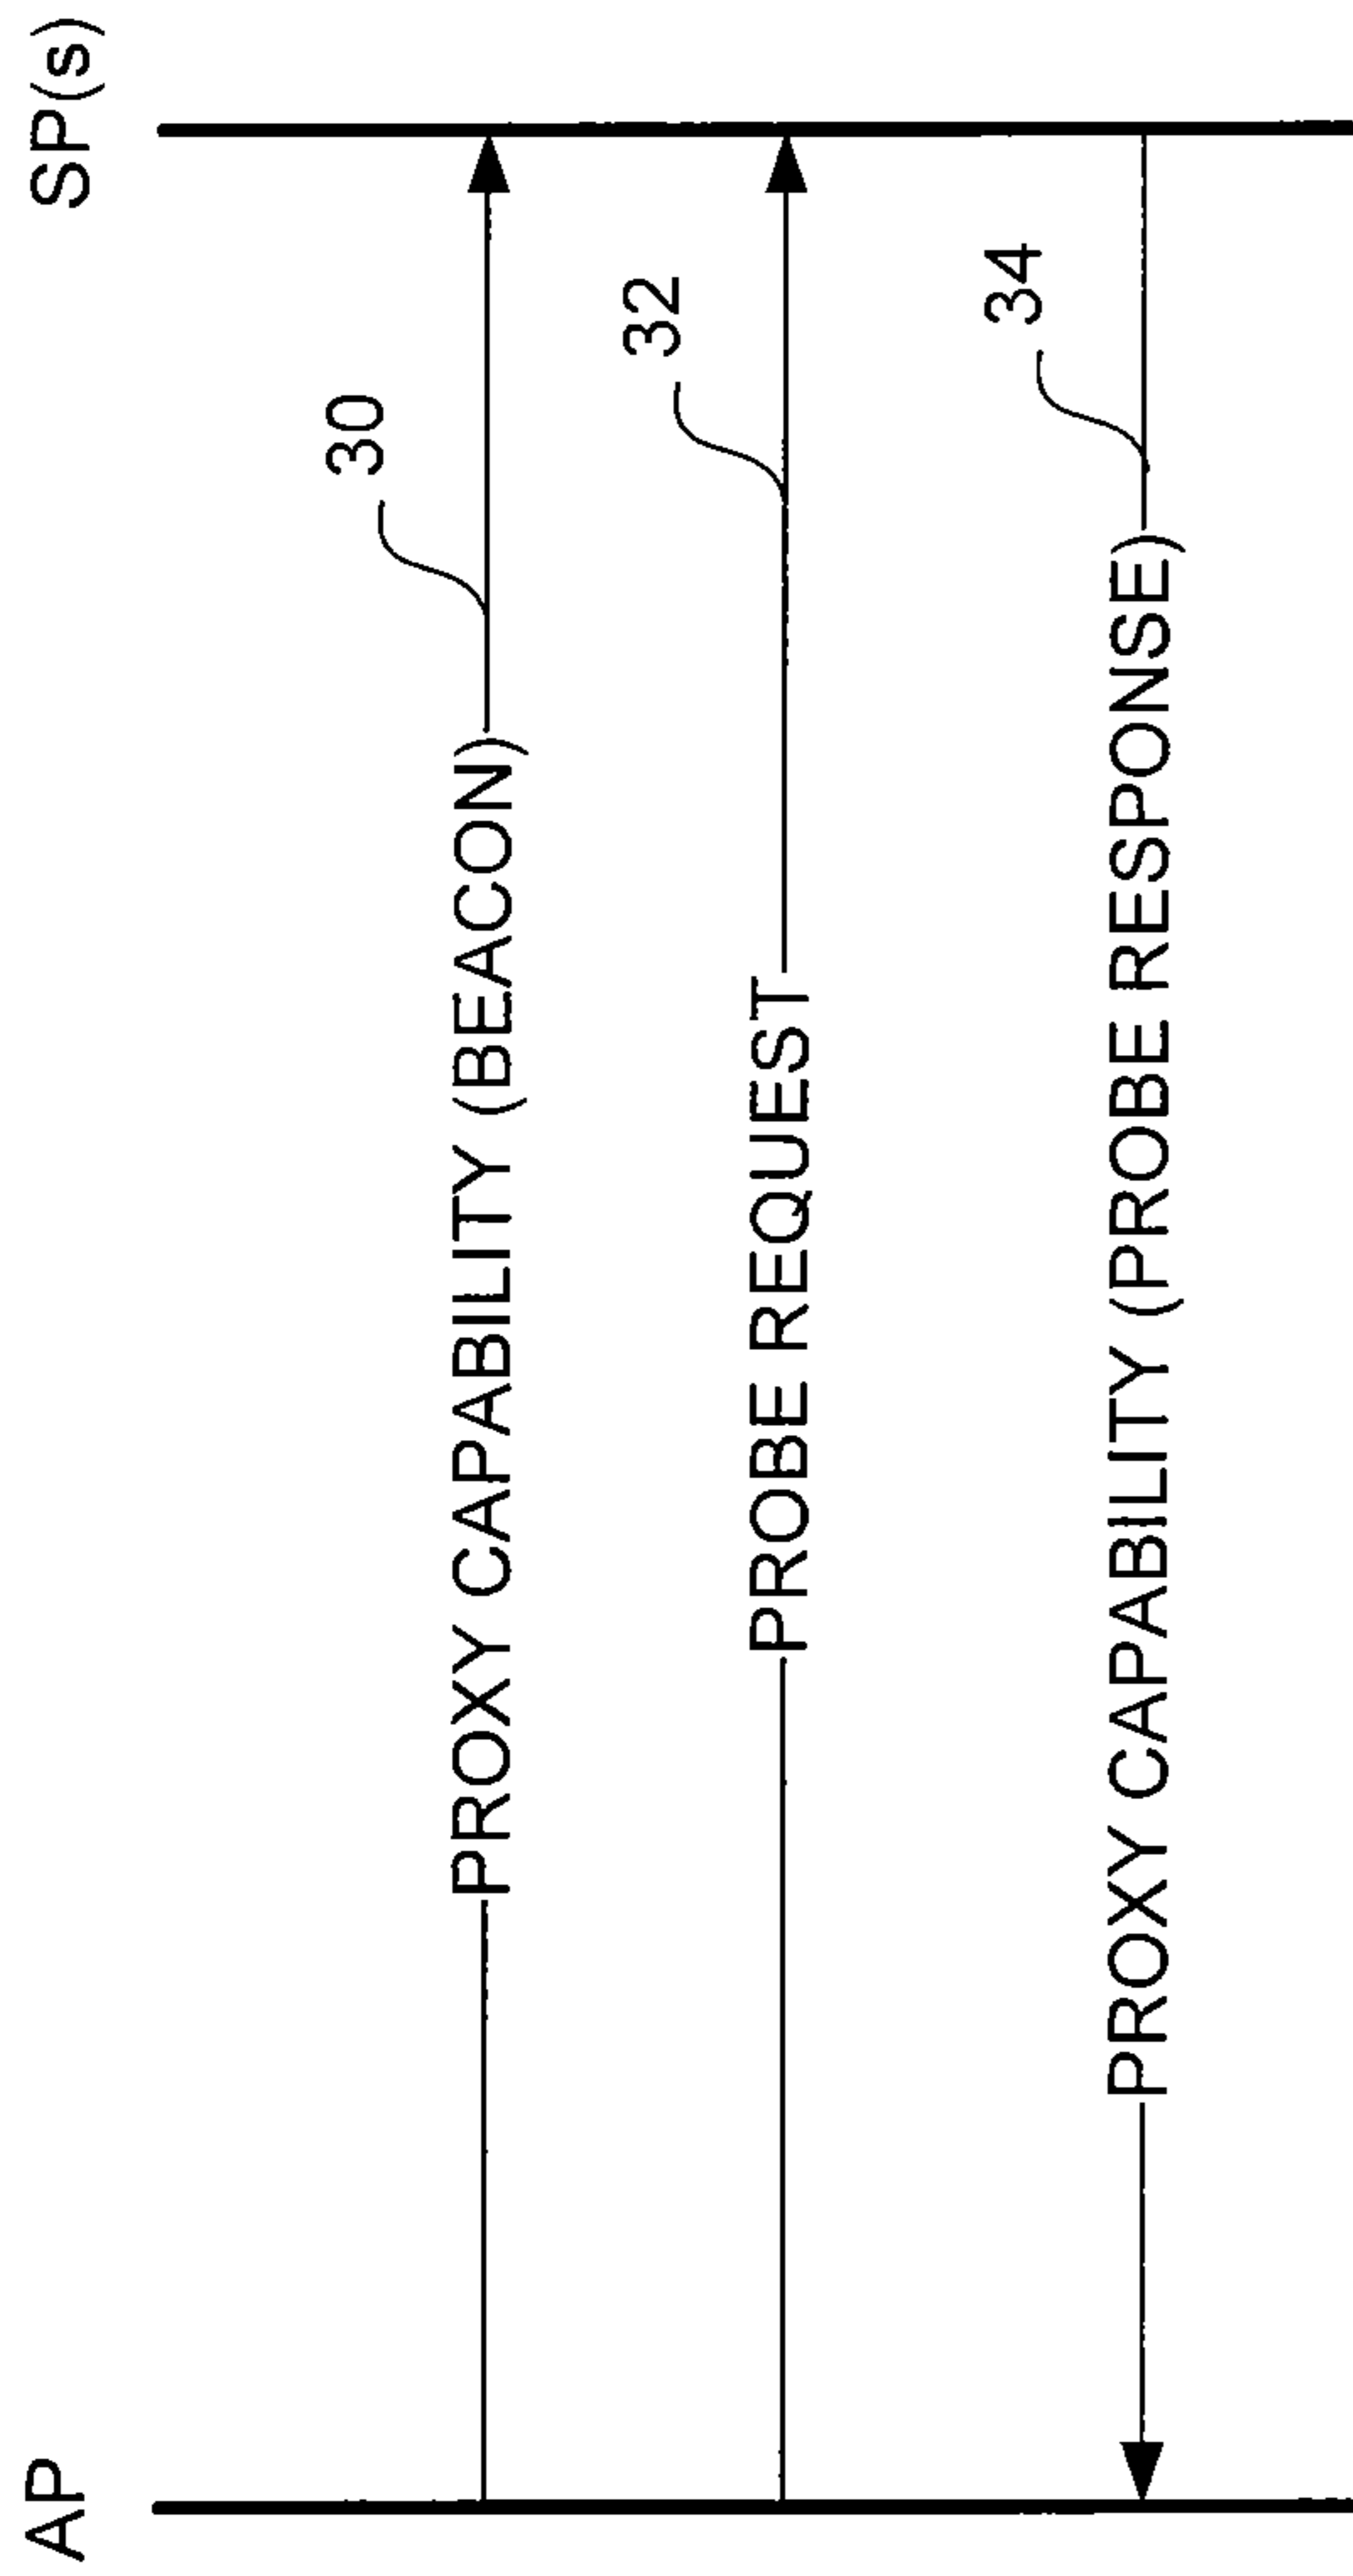 AP
SP(s)
30
PROXY CAPABILITY (BEACON)
32
PROBE REQUEST
34
PROXY CAPABILITY (PROBE RESPONSE)